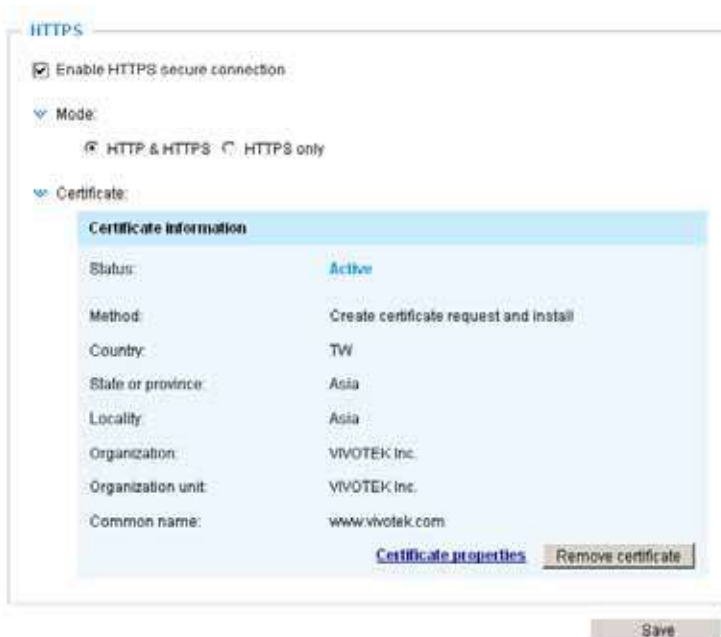 HTTPS
Enable HTTPS secure connection
Mode:
HTTP & HTTPS HTTPS only
Certificate:
Certificate information
Status: Active
Method: Create certificate request and install
Country: TW
State or province: Asia
Locality: Asia
Organization: VIVOTEK Inc.
Organization unit: VIVOTEK Inc.
Common name: www.vivotek.com
Certificate properties Remove certificate
Save